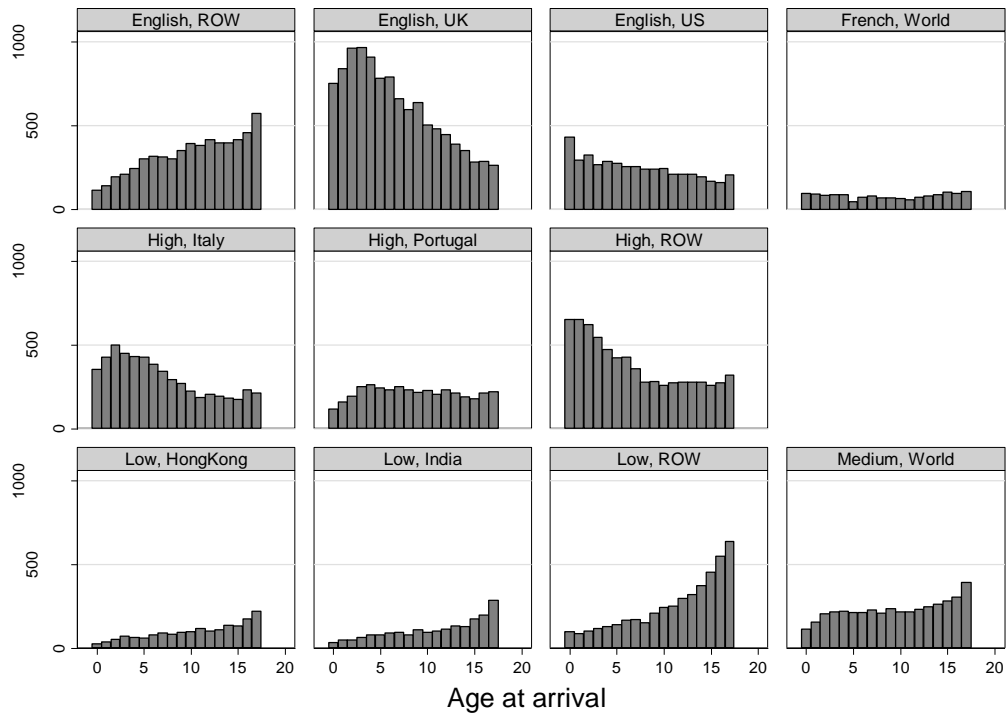 English, ROW English, UK English, US French, World
1000
500
0
High, Italy High, Portugal High, ROW
1000
500
0
Low, HongKong Low, India Low, ROW Medium, World
1000
500
0
0 5 10 15 20 0 5 10 15 20 0 5 10 15 20 0 5 10 15 20
Age at arrival